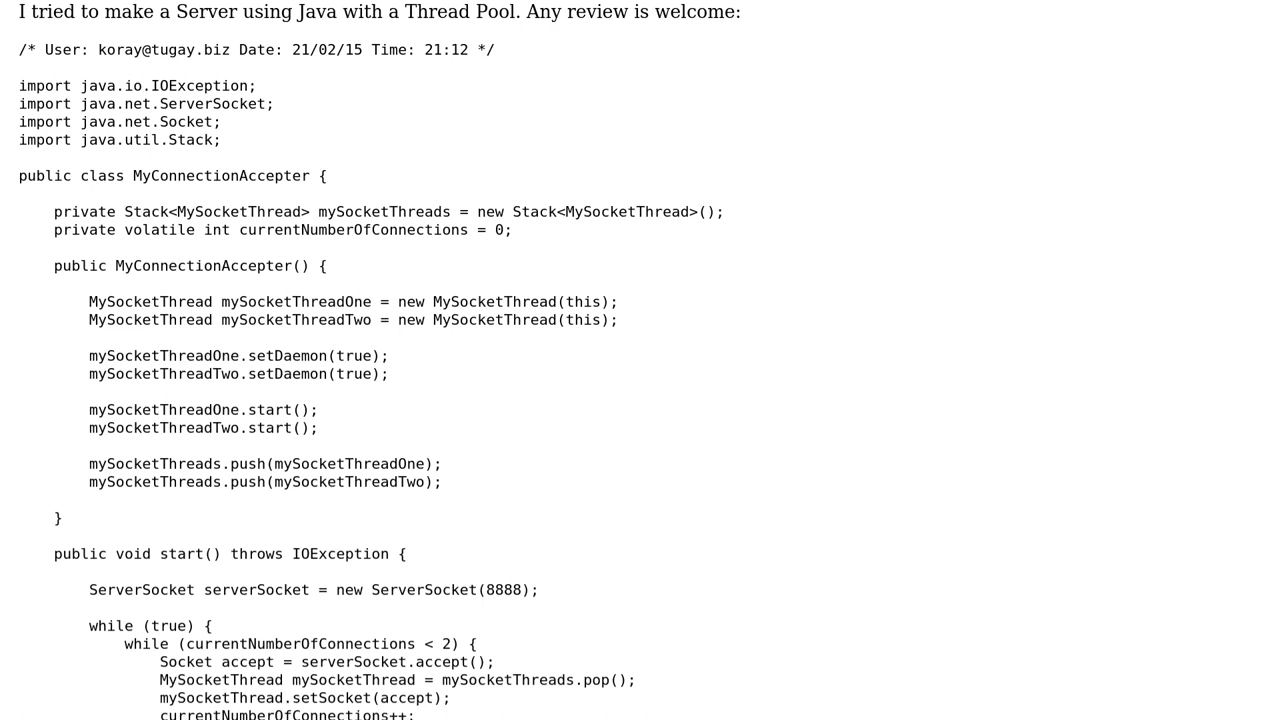 I tried to make a Server using Java with a Thread Pool. Any review is welcome:
/* User: koray@tugay.biz Date: 21/02/15 Time: 21:12 */
import java.io.IOException;
import java.net.ServerSocket;
import java.net.Socket;
import java.util.Stack;
public class MyConnectionAccepter {
    private Stack<MySocketThread> mySocketThreads = new Stack<MySocketThread>();
    private volatile int currentNumberOfConnections = 0;
    public MyConnectionAccepter() {
        MySocketThread mySocketThreadOne = new MySocketThread(this);
        MySocketThread mySocketThreadTwo = new MySocketThread(this);
        mySocketThreadOne.setDaemon(true);
        mySocketThreadTwo.setDaemon(true);
        mySocketThreadOne.start();
        mySocketThreadTwo.start();
        mySocketThreads.push(mySocketThreadOne);
        mySocketThreads.push(mySocketThreadTwo);
    }
    public void start() throws IOException {
        ServerSocket serverSocket = new ServerSocket(8888);
        while (true) {
            while (currentNumberOfConnections < 2) {
                Socket accept = serverSocket.accept();
                MySocketThread mySocketThread = mySocketThreads.pop();
                mySocketThread.setSocket(accept);
                currentNumberOfConnections++;